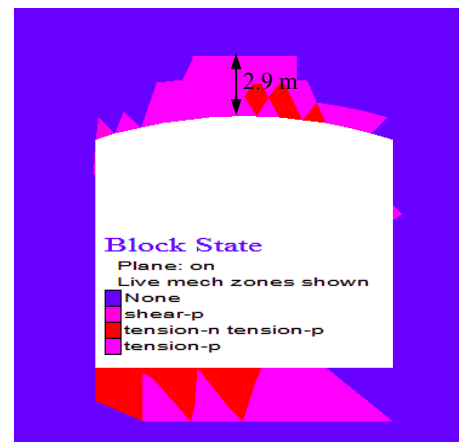 2.9 m
Block State
Plane: on
Live mech zones shown
None
shear-p
tension-n tension-p
tension-p